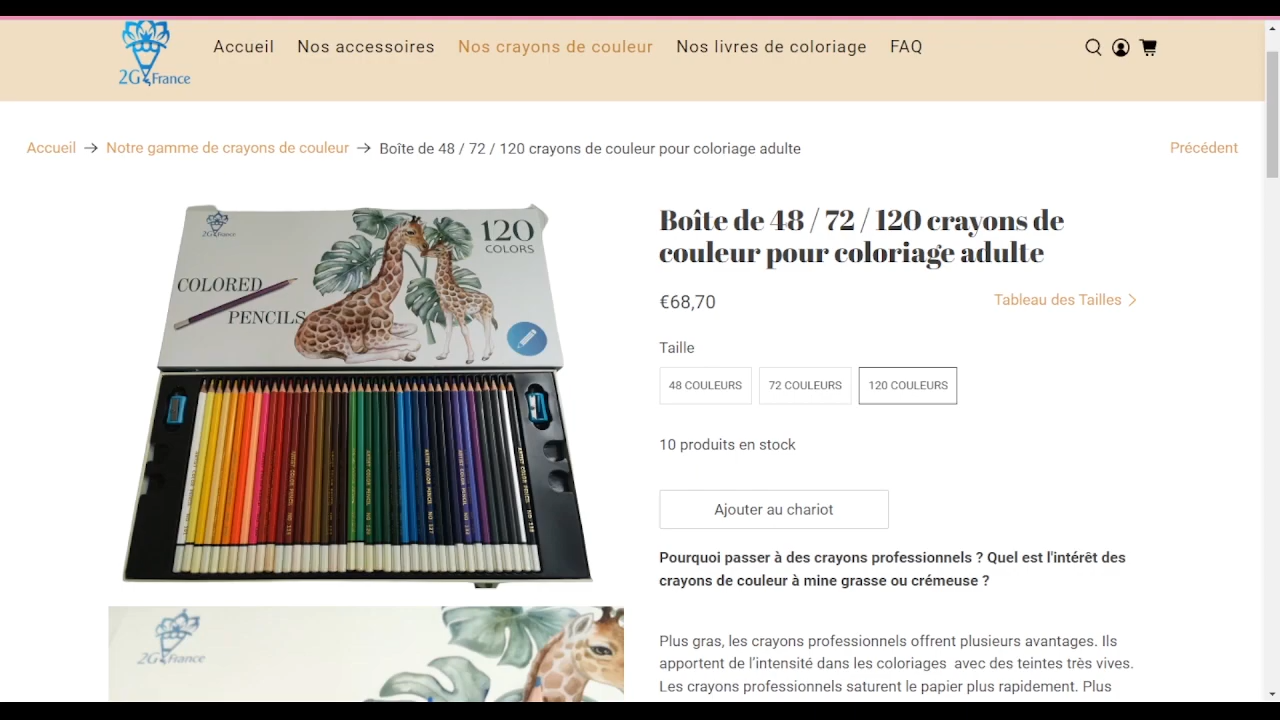 2G France
Accueil
Nos accessoires
Nos crayons de couleur
Nos livres de coloriage
FAQ
Accueil → Notre gamme de crayons de couleur → Boîte de 48 / 72 / 120 crayons de couleur pour coloriage adulte
Précédent
2G France
120
COLORS
COLORED
PENCILS
Boîte de 48 / 72 / 120 crayons de
couleur pour coloriage adulte
€68,70
Tableau des Tailles
Taille
48 COULEURS
72 COULEURS
120 COULEURS
10 produits en stock
Ajouter au chariot
Pourquoi passer à des crayons professionnels ? Quel est l'intérêt des
crayons de couleur à mine grasse ou crémeuse ?
Plus gras, les crayons professionnels offrent plusieurs avantages. Ils
apportent de l’intensité dans les coloriages  avec des teintes très vives.
Les crayons professionnels saturent le papier plus rapidement. Plus
2G France